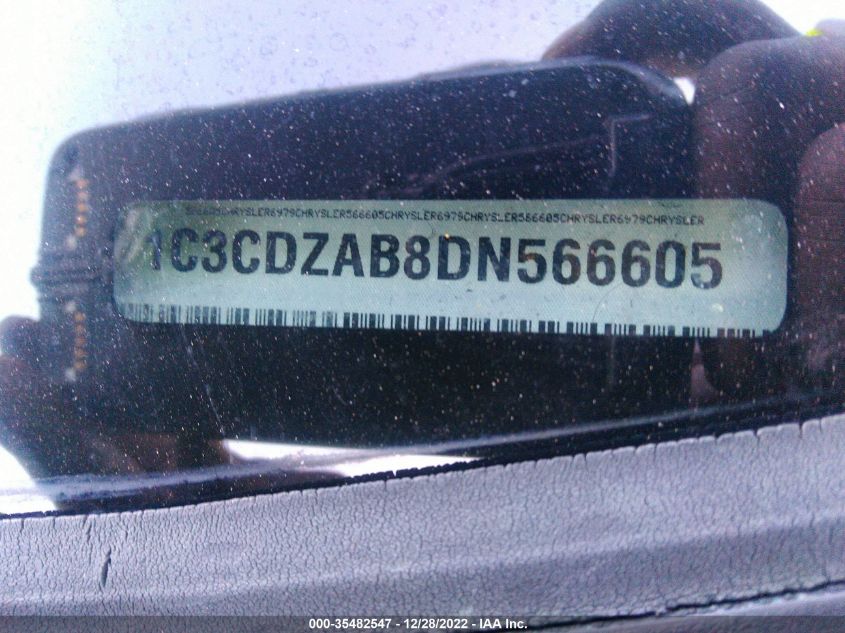 566605CHRYSLER6979CHRYSLER566605CHRYSLER6979CHRYSLER566605CHRYSLER6979CHRYSLER
1C3CDZAB8DN566605
000-35482547 - 12/28/2022 - IAA Inc.